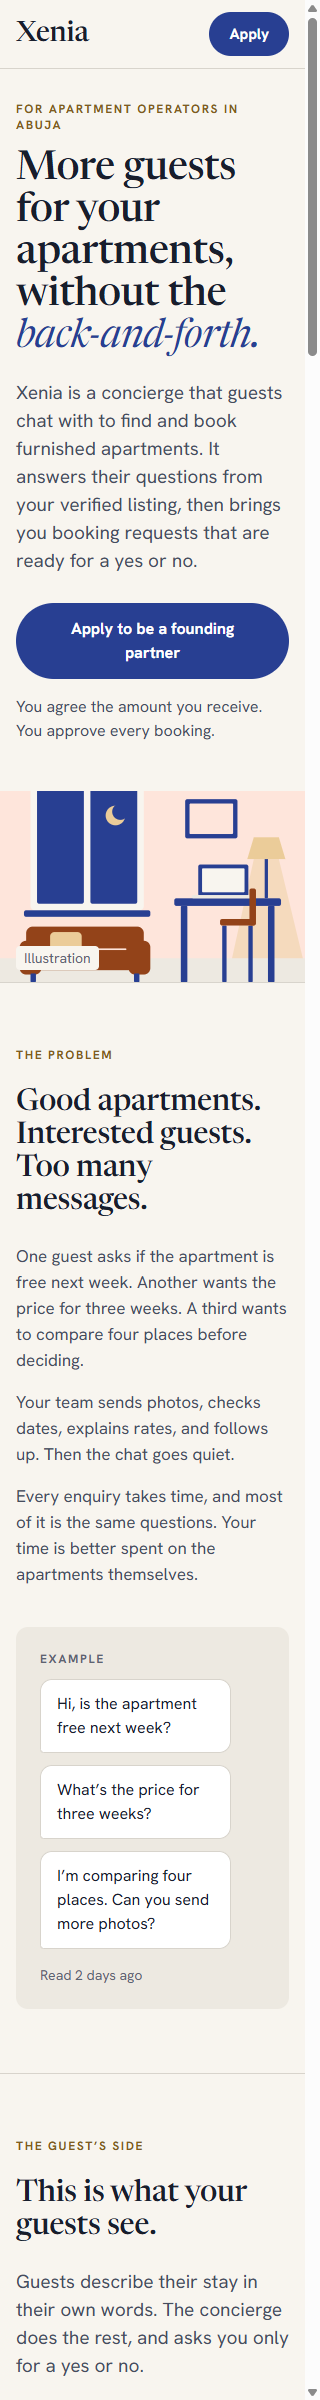 Xenia
Apply
FOR APARTMENT OPERATORS IN
ABUJA
More guests
for your
apartments,
without the
back-and-forth.
Xenia is a concierge that guests
chat with to find and book
furnished apartments. It
answers their questions from
your verified listing, then brings
you booking requests that are
ready for a yes or no.
Apply to be a founding
partner
You agree the amount you receive.
You approve every booking.
Illustration
THE PROBLEM
Good apartments.
Interested guests.
Too many
messages.
One guest asks if the apartment is
free next week. Another wants the
price for three weeks. A third wants
to compare four places before
deciding.
Your team sends photos, checks
dates, explains rates, and follows
up. Then the chat goes quiet.
Every enquiry takes time, and most
of it is the same questions. Your
time is better spent on the
apartments themselves.
EXAMPLE
Hi, is the apartment
free next week?
What’s the price for
three weeks?
I’m comparing four
places. Can you send
more photos?
Read 2 days ago
THE GUEST’S SIDE
This is what your
guests see.
Guests describe their stay in
their own words. The concierge
does the rest, and asks you only
for a yes or no.